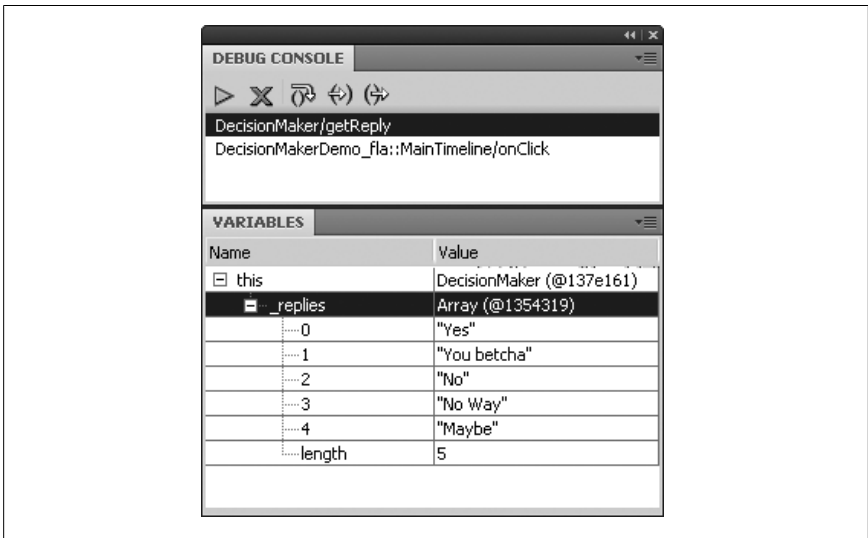 DEBUG CONSOLE
DecisionMaker/getReply
DecisionMakerDemo_fla::MainTimeline/onClick
VARIABLES
Name Value
this DecisionMaker (@137e161)
_replies Array (@1354319)
0 "Yes"
1 "You betcha"
2 "No"
3 "No Way"
4 "Maybe"
length 5